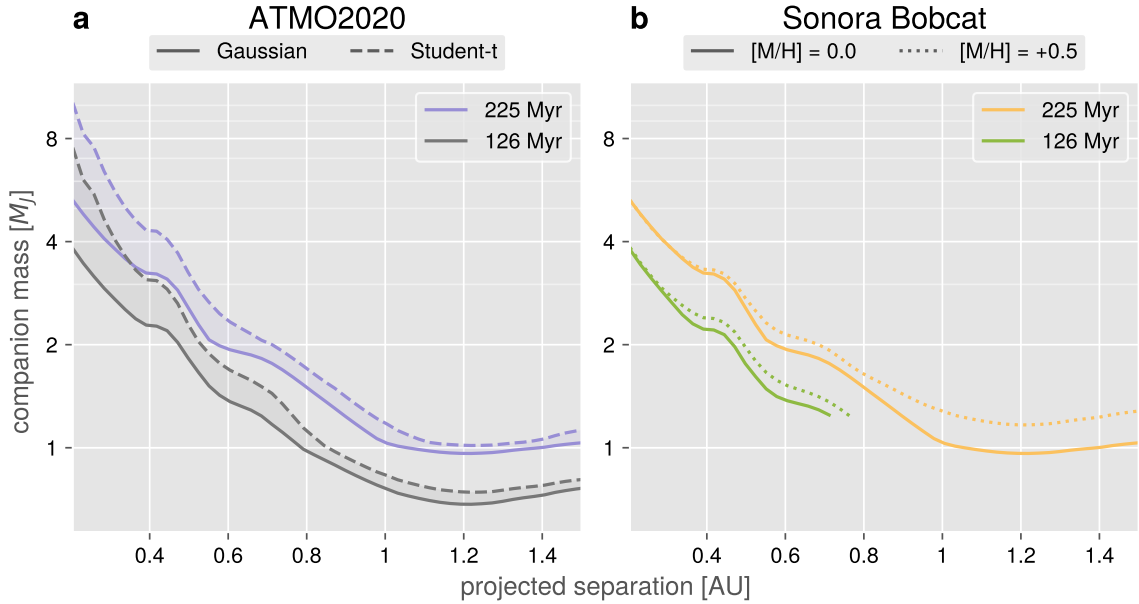 a ATMO2020
Gaussian Student-t
225 Myr
126 Myr
8
4
2
1
0.4 0.6 0.8 1 1.2 1.4
companion mass [M_J]
b Sonora Bobcat
[M/H] = 0.0 [M/H] = +0.5
225 Myr
126 Myr
8
4
2
1
0.4 0.6 0.8 1 1.2 1.4
projected separation [AU]